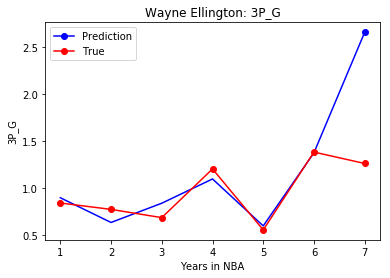 Wayne Ellington: 3P_G
Prediction
True
3P_G
2.5
2.0
1.5
1.0
0.5
1 2 3 4 5 6 7
Years in NBA